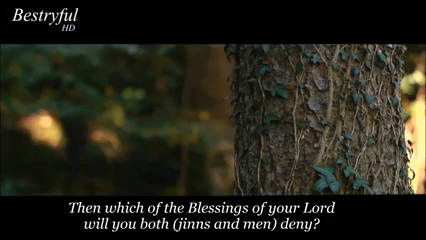 Bestryful
HD
Then which of the Blessings of your Lord
will you both (jinns and men) deny?